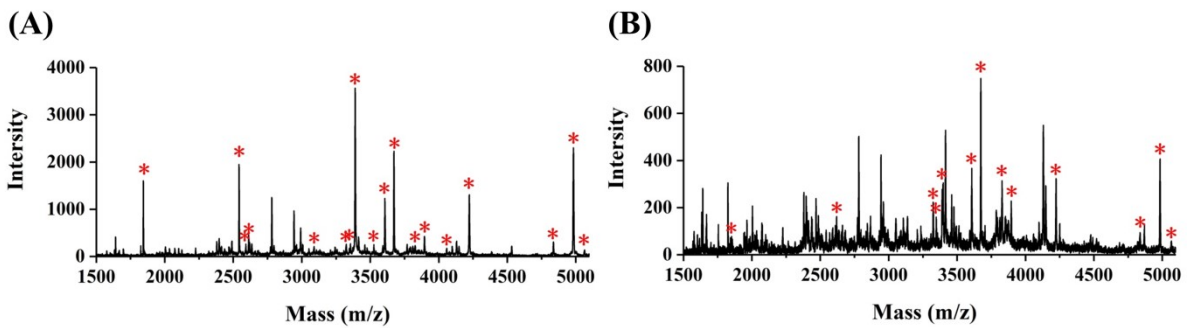 (A)
Intersity
4000
3000
2000
1000
0
* * * * * * * * * * * * * * * * * *
1500 2000 2500 3000 3500 4000 4500 5000
Mass (m/z)
(B)
Intersity
800
600
400
200
0
* * * * * * * * * * * * *
1500 2000 2500 3000 3500 4000 4500 5000
Mass (m/z)